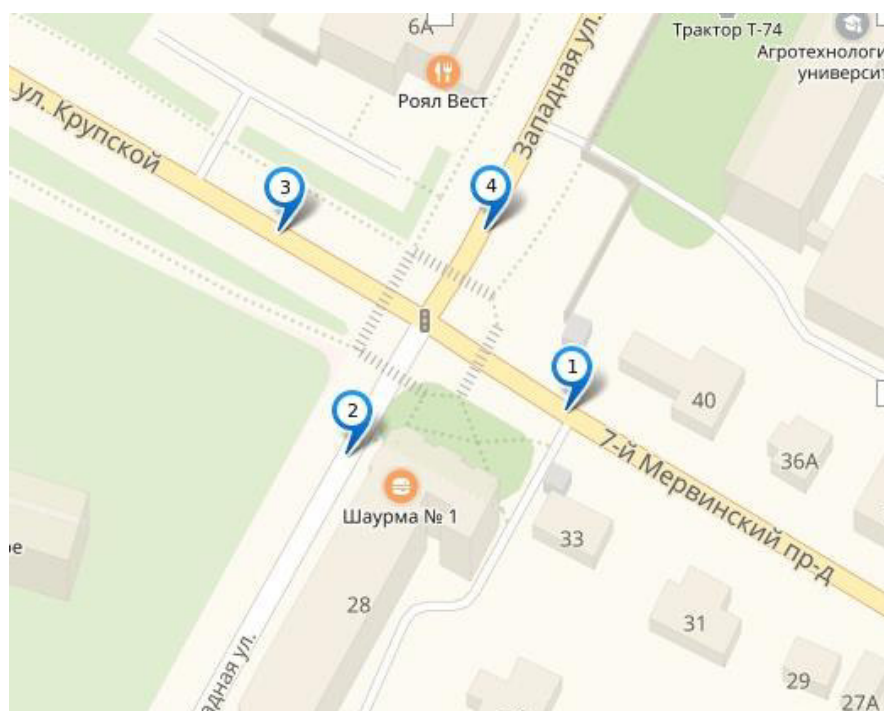 6А
Западная ул.
Трактор Т-74
Агротехнологи
университ
Роял Вест
ул. Крупской
3
4
1
2
40
7-й Мервинский пр-д
36А
Шаурма № 1
33
ое
28
31
29
27А
адная ул.